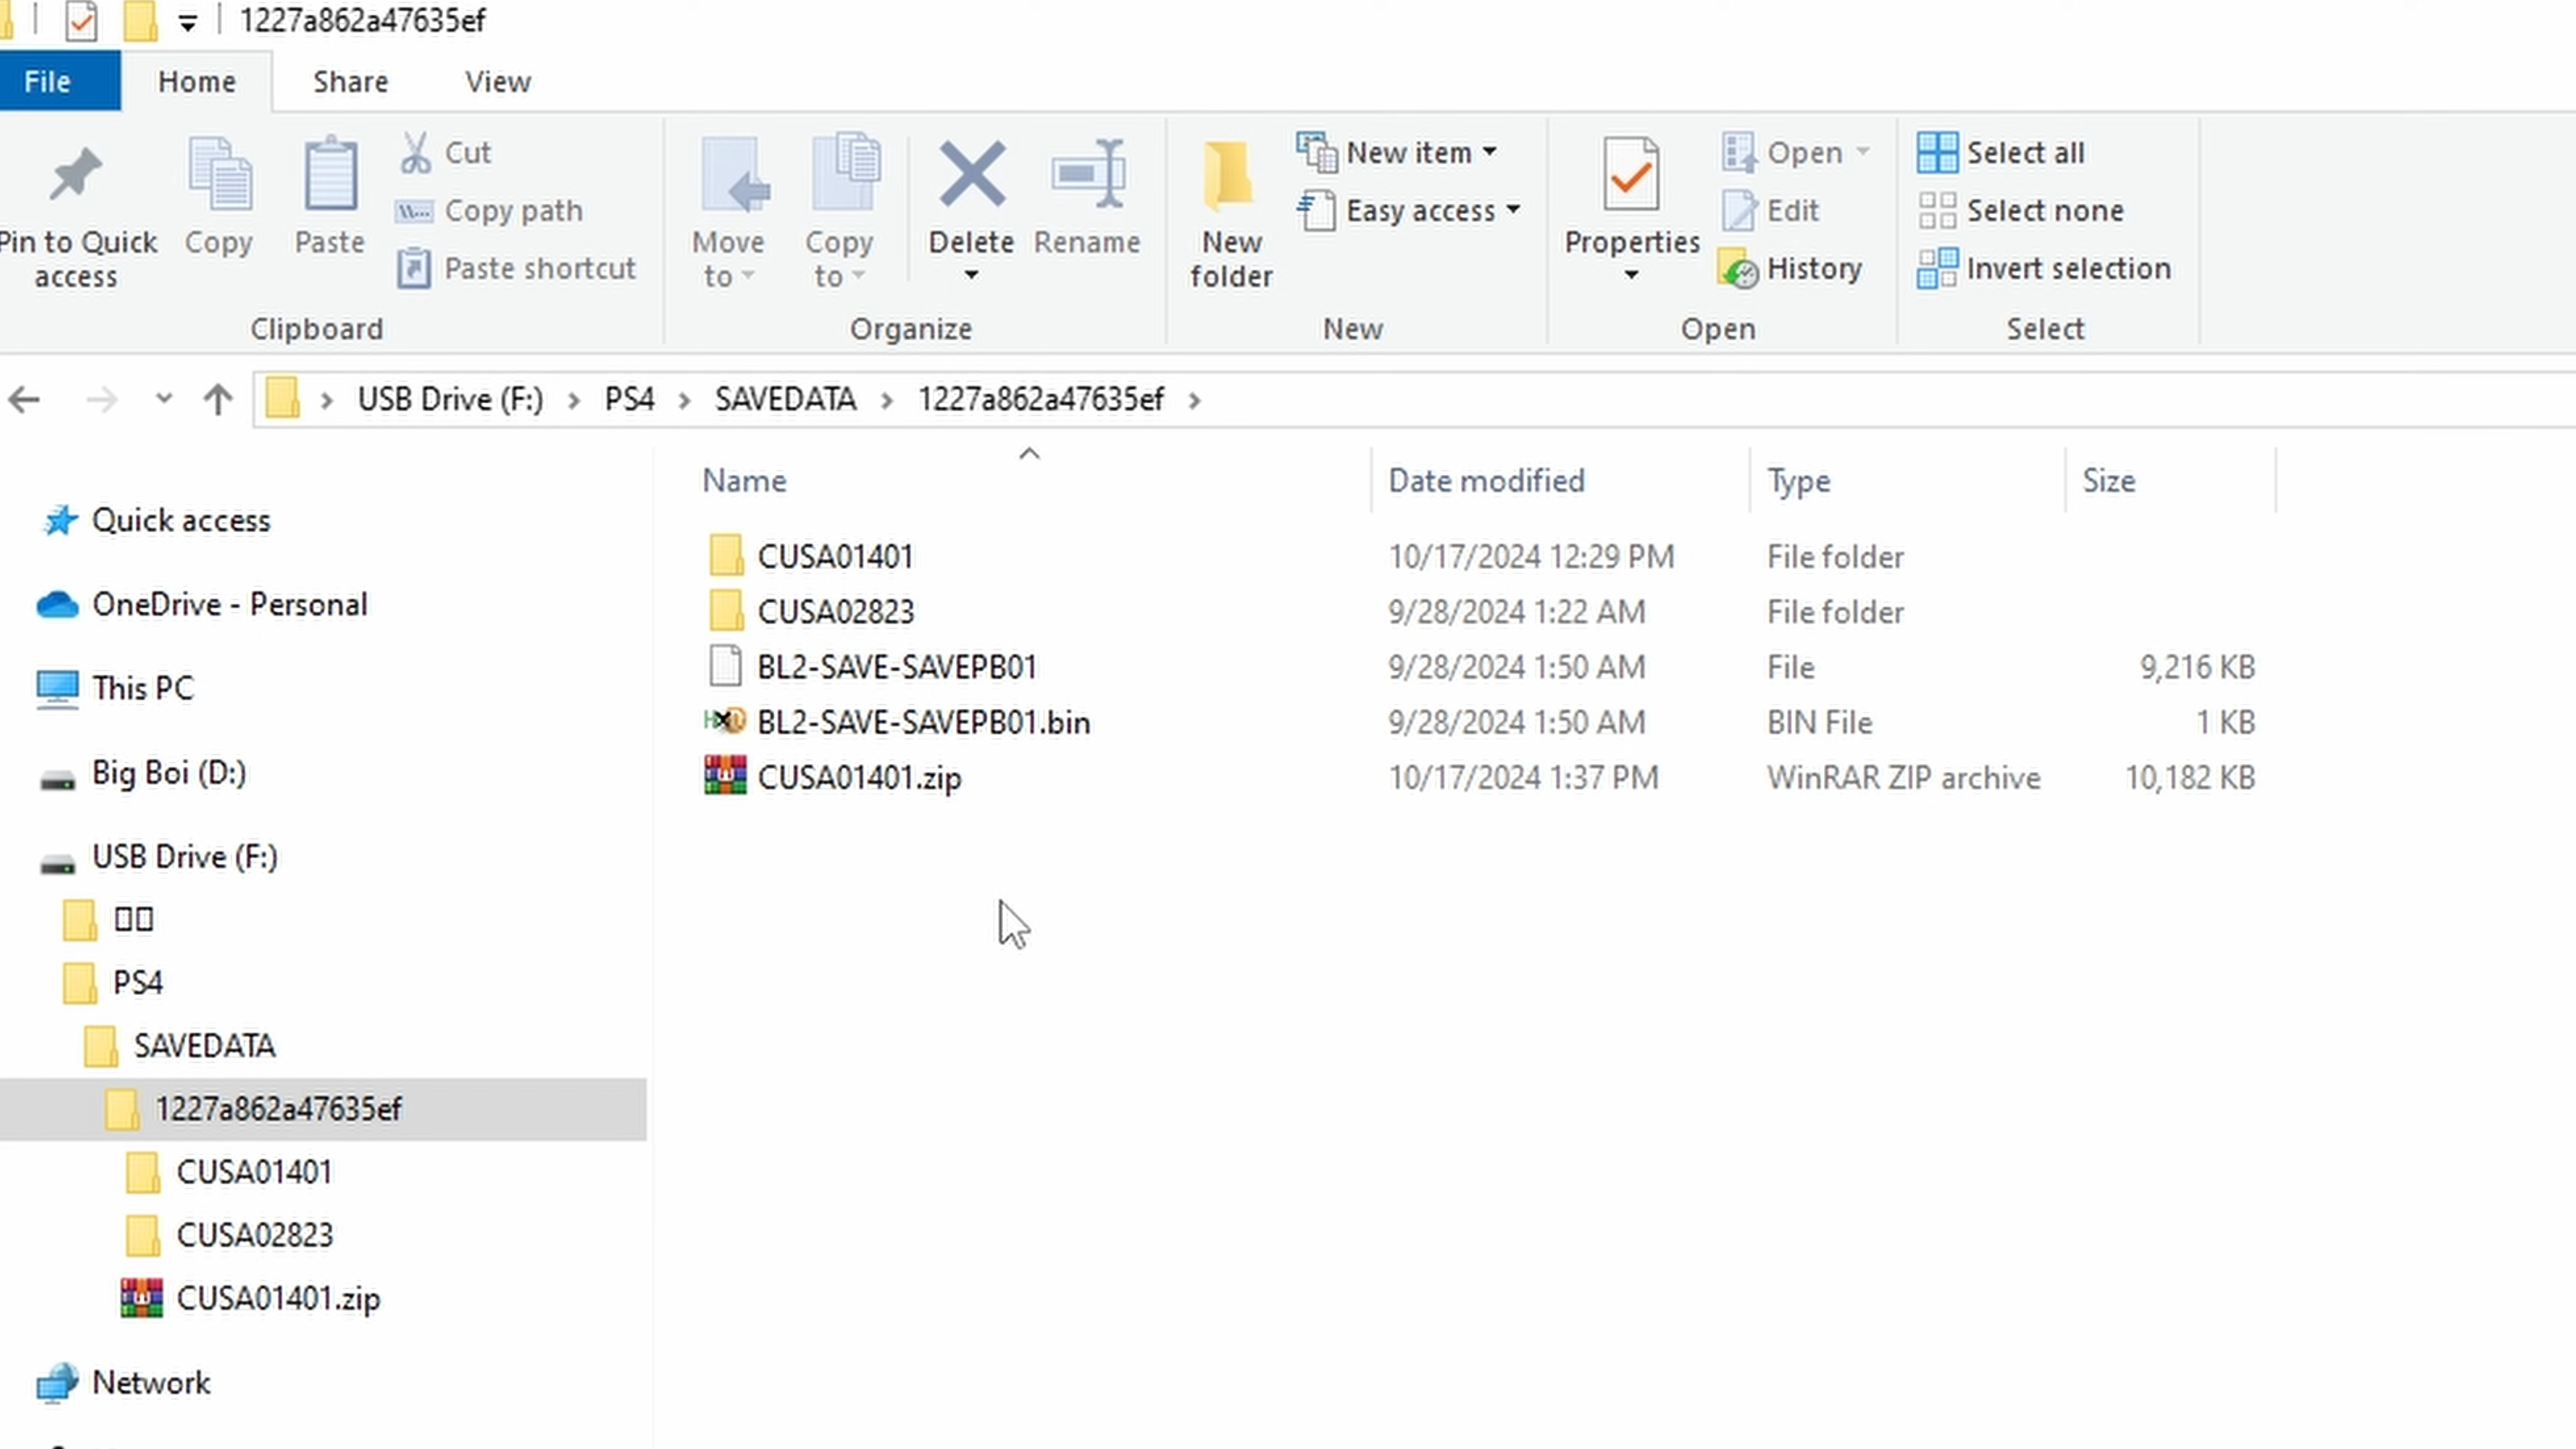 1227a862a47635ef
File Home Share View
Pin to Quick access
Copy
Paste
Cut
Copy path
Paste shortcut
Clipboard
Move to
Copy to
Delete
Rename
Organize
New folder
New item
Easy access
New
Properties
Open
Edit
History
Open
Select all
Select none
Invert selection
Select
USB Drive (F:) › PS4 › SAVEDATA › 1227a862a47635ef ›
Quick access
OneDrive - Personal
This PC
Big Boi (D:)
USB Drive (F:)
PS4
SAVEDATA
1227a862a47635ef
CUSA01401
CUSA02823
CUSA01401.zip
Network
Name Date modified Type Size
CUSA01401 10/17/2024 12:29 PM File folder
CUSA02823 9/28/2024 1:22 AM File folder
BL2-SAVE-SAVEPB01 9/28/2024 1:50 AM File 9,216 KB
BL2-SAVE-SAVEPB01.bin 9/28/2024 1:50 AM BIN File 1 KB
CUSA01401.zip 10/17/2024 1:37 PM WinRAR ZIP archive 10,182 KB